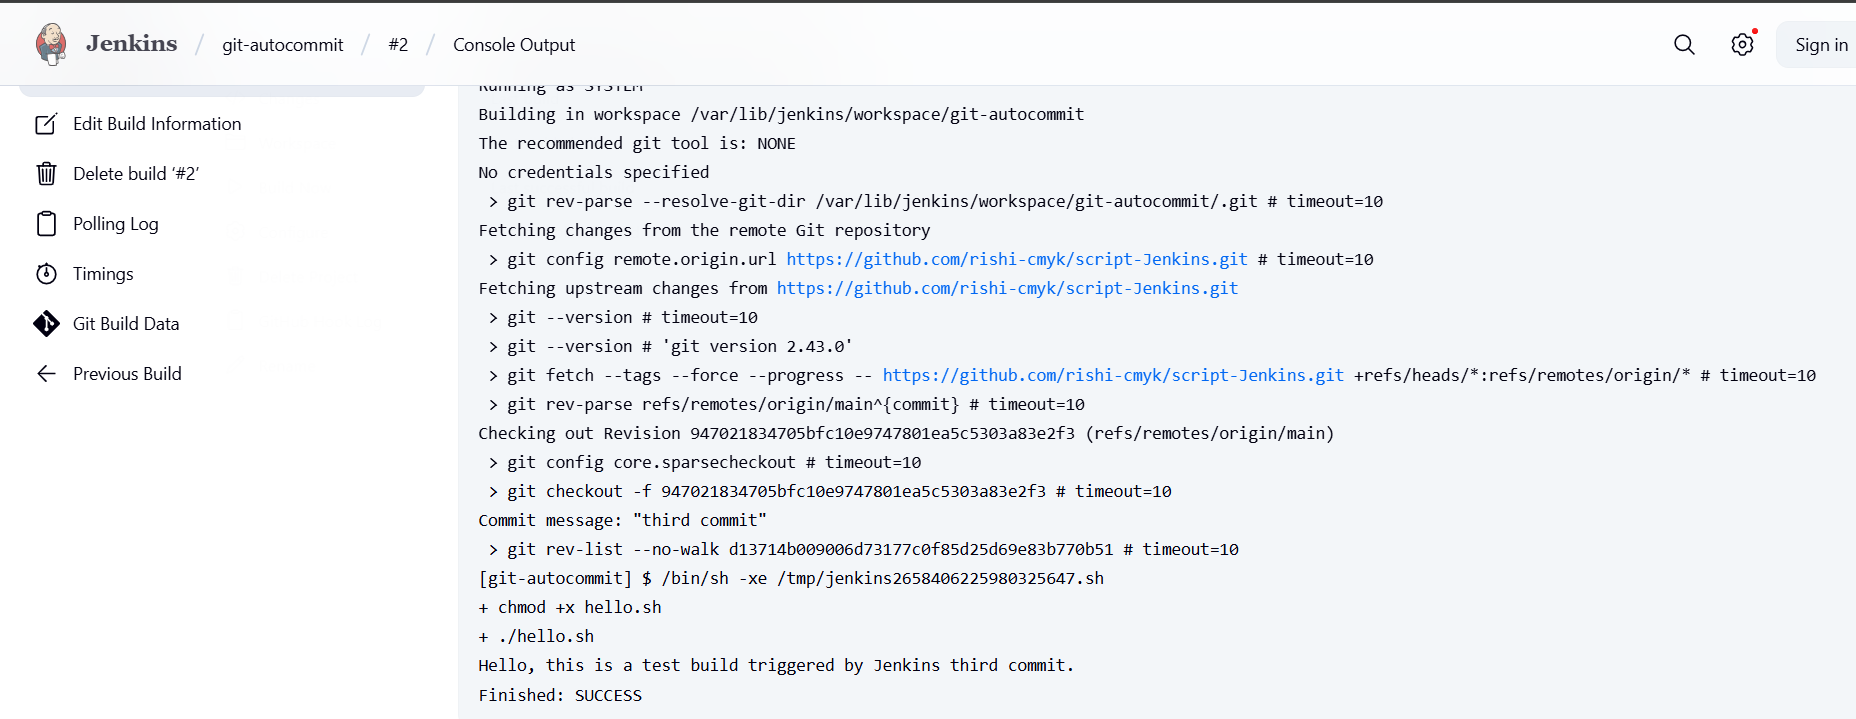 Jenkins / git-autocommit / #2 / Console Output Sign in
Edit Build Information
Delete build ‘#2’
Polling Log
Timings
Git Build Data
Previous Build
Running as SYSTEM
Building in workspace /var/lib/jenkins/workspace/git-autocommit
The recommended git tool is: NONE
No credentials specified
> git rev-parse --resolve-git-dir /var/lib/jenkins/workspace/git-autocommit/.git # timeout=10
Fetching changes from the remote Git repository
> git config remote.origin.url https://github.com/rishi-cmyk/script-Jenkins.git # timeout=10
Fetching upstream changes from https://github.com/rishi-cmyk/script-Jenkins.git
> git --version # timeout=10
> git --version # 'git version 2.43.0'
> git fetch --tags --force --progress -- https://github.com/rishi-cmyk/script-Jenkins.git +refs/heads/*:refs/remotes/origin/* # timeout=10
> git rev-parse refs/remotes/origin/main^{commit} # timeout=10
Checking out Revision 947021834705bfc10e9747801ea5c5303a83e2f3 (refs/remotes/origin/main)
> git config core.sparsecheckout # timeout=10
> git checkout -f 947021834705bfc10e9747801ea5c5303a83e2f3 # timeout=10
Commit message: "third commit"
> git rev-list --no-walk d13714b009006d73177c0f85d25d69e83b770b51 # timeout=10
[git-autocommit] $ /bin/sh -xe /tmp/jenkins2658406225980325647.sh
+ chmod +x hello.sh
+ ./hello.sh
Hello, this is a test build triggered by Jenkins third commit.
Finished: SUCCESS